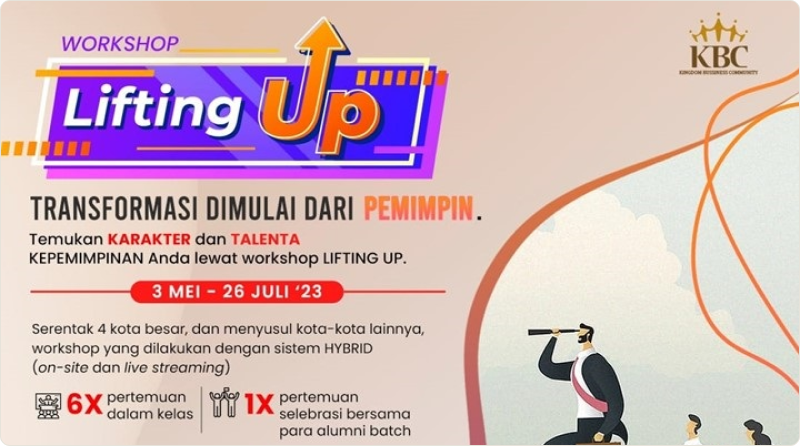 WORKSHOP
Lifting Up
KBC
KINGDOM BUSSINESS COMMUNITY
TRANSFORMASI DIMULAI DARI PEMIMPIN.
Temukan KARAKTER dan TALENTA
KEPEMIMPINAN Anda lewat workshop LIFTING UP.
3 MEI - 26 JULI ‘23
Serentak 4 kota besar, dan menyusul kota-kota lainnya,
workshop yang dilakukan dengan sistem HYBRID
(on-site dan live streaming)
6X pertemuan
dalam kelas
1X pertemuan
selebrasi bersama
para alumni batch